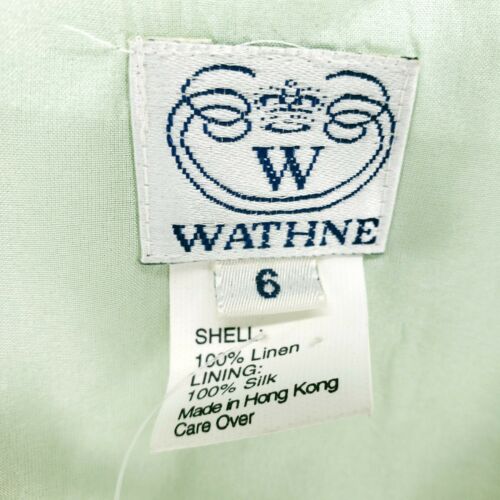 W
WATHNE
6
SHELL:
100% Linen
LINING:
100% Silk
Made in Hong Kong
Care Over